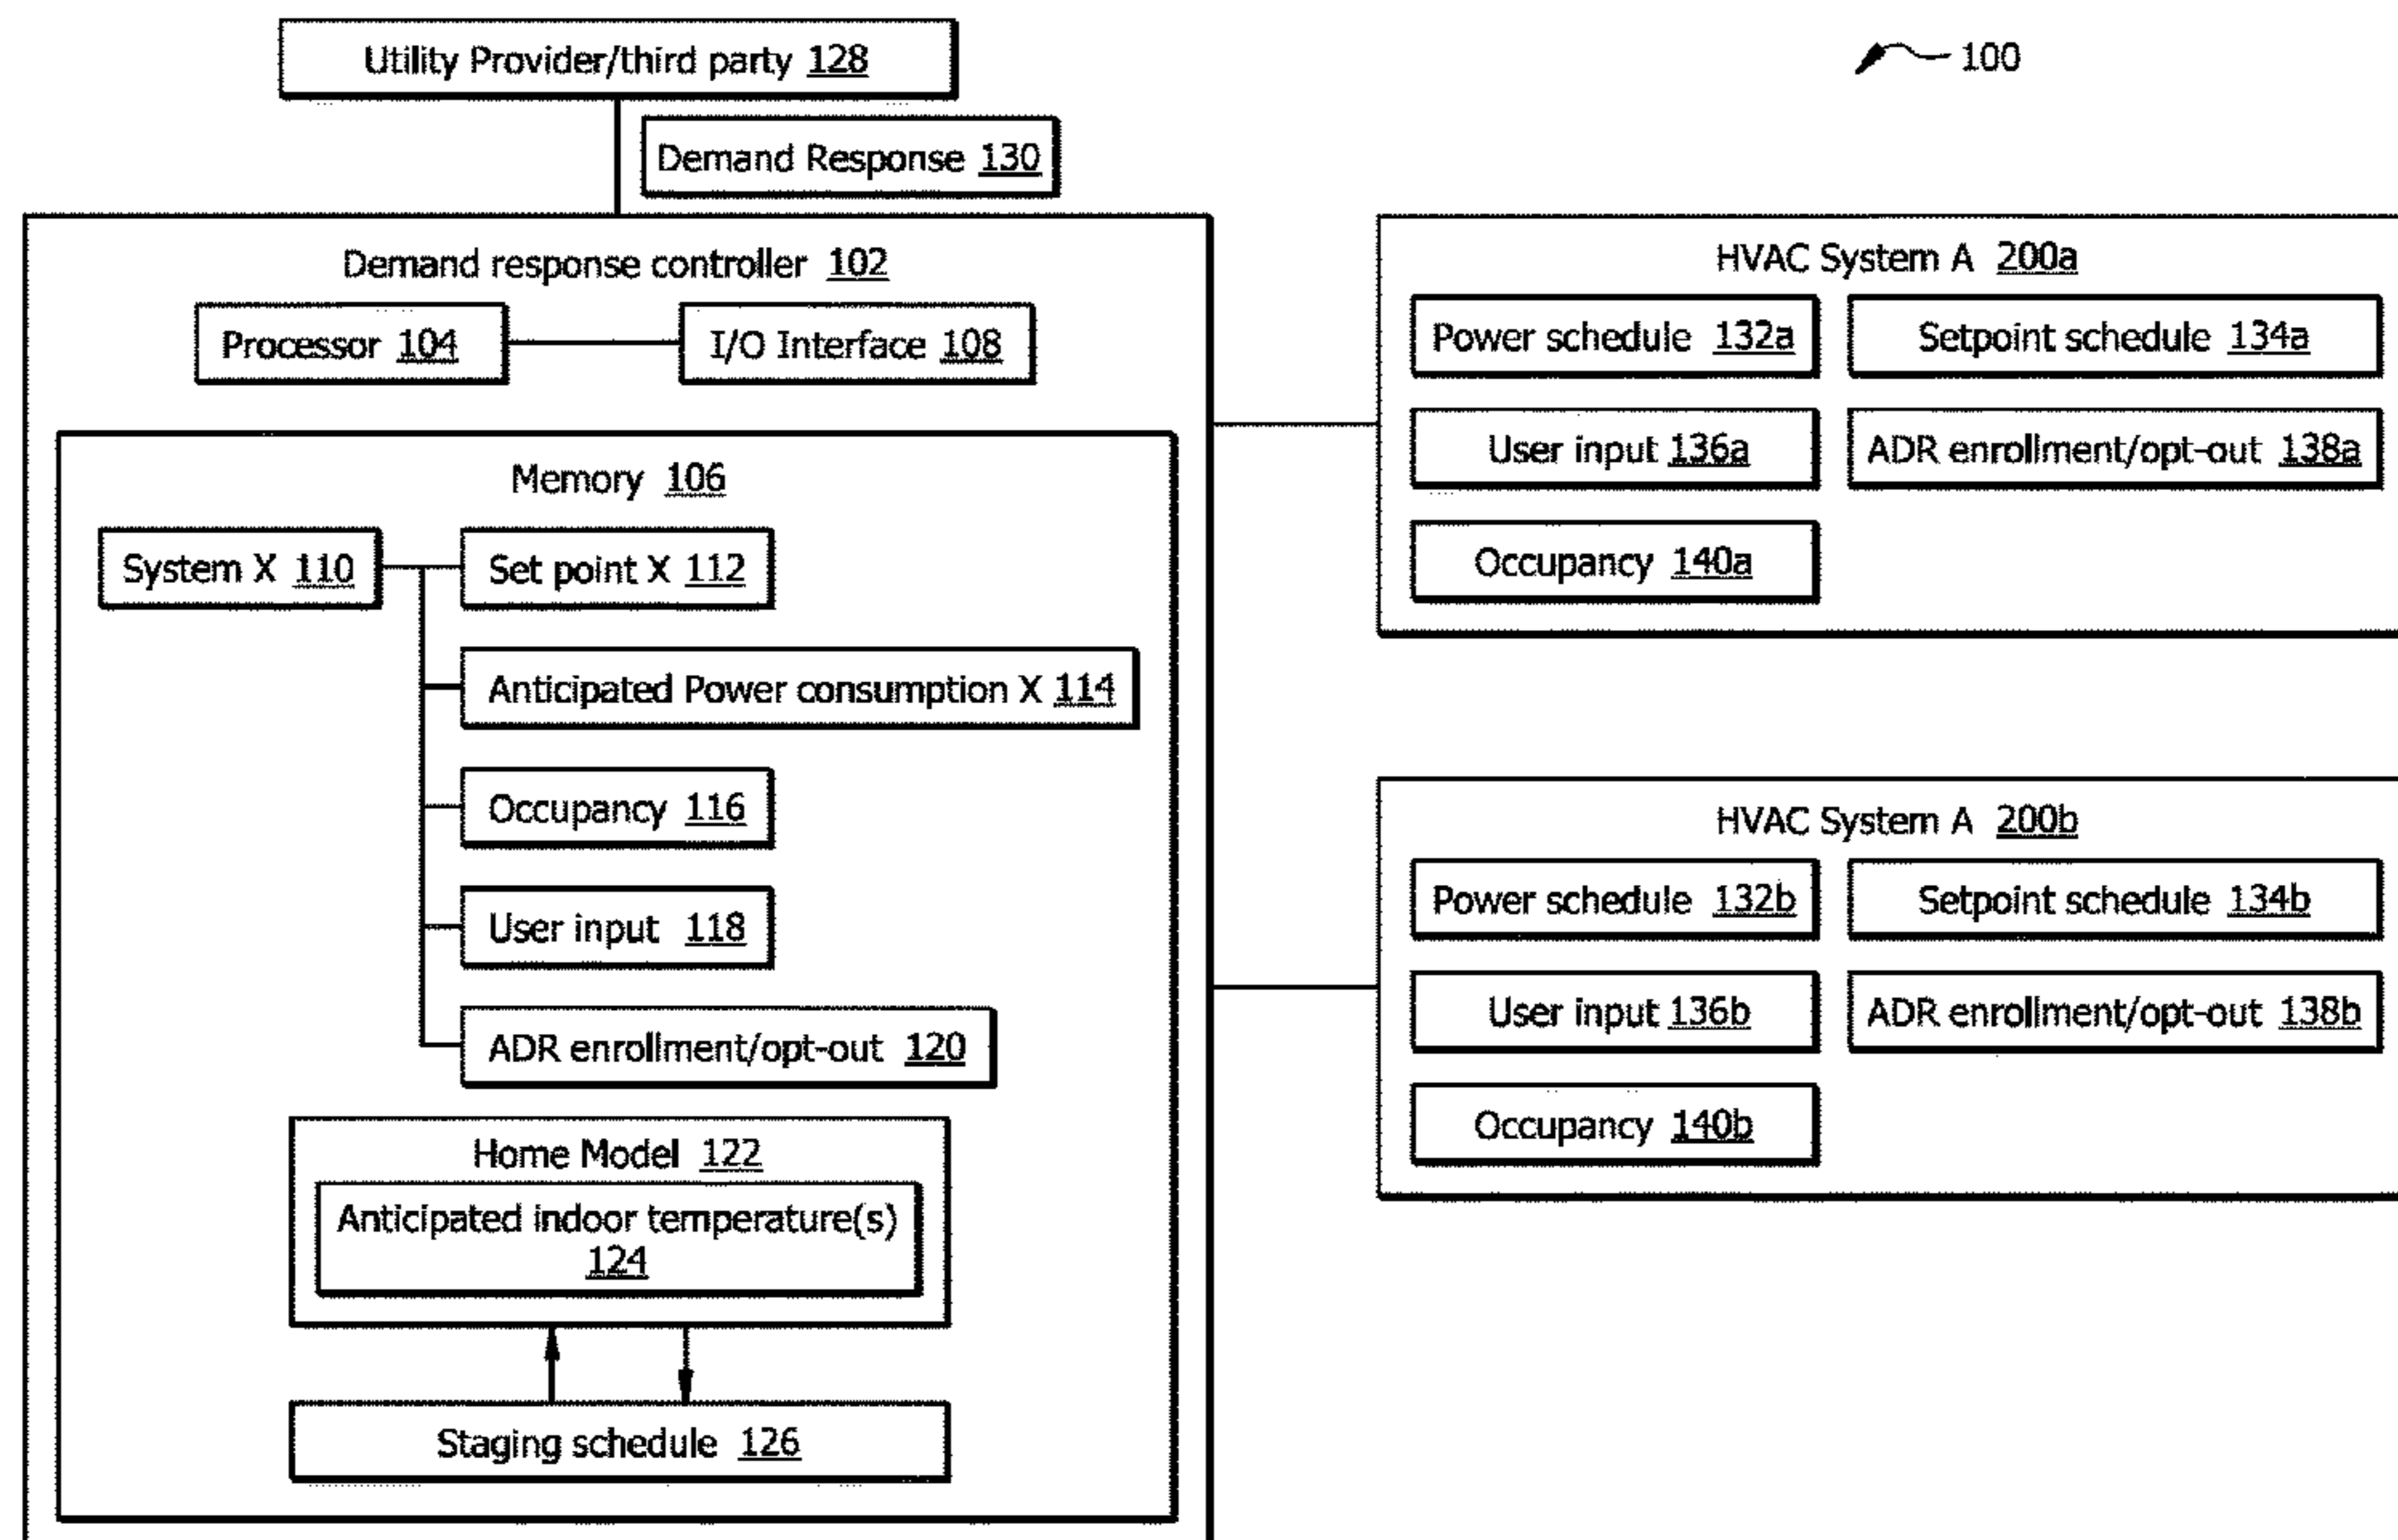 Utility Provider/third party 128
100
Demand Response 130
Demand response controller 102
Processor 104
I/O Interface 108
Memory 106
System X 110
Set point X 112
Anticipated Power consumption X 114
Occupancy 116
User input 118
ADR enrollment/opt-out 120
Home Model 122
Anticipated indoor temperature(s)
124
Staging schedule 126
HVAC System A 200a
Power schedule 132a
Setpoint schedule 134a
User input 136a
ADR enrollment/opt-out 138a
Occupancy 140a
HVAC System A 200b
Power schedule 132b
Setpoint schedule 134b
User input 136b
ADR enrollment/opt-out 138b
Occupancy 140b